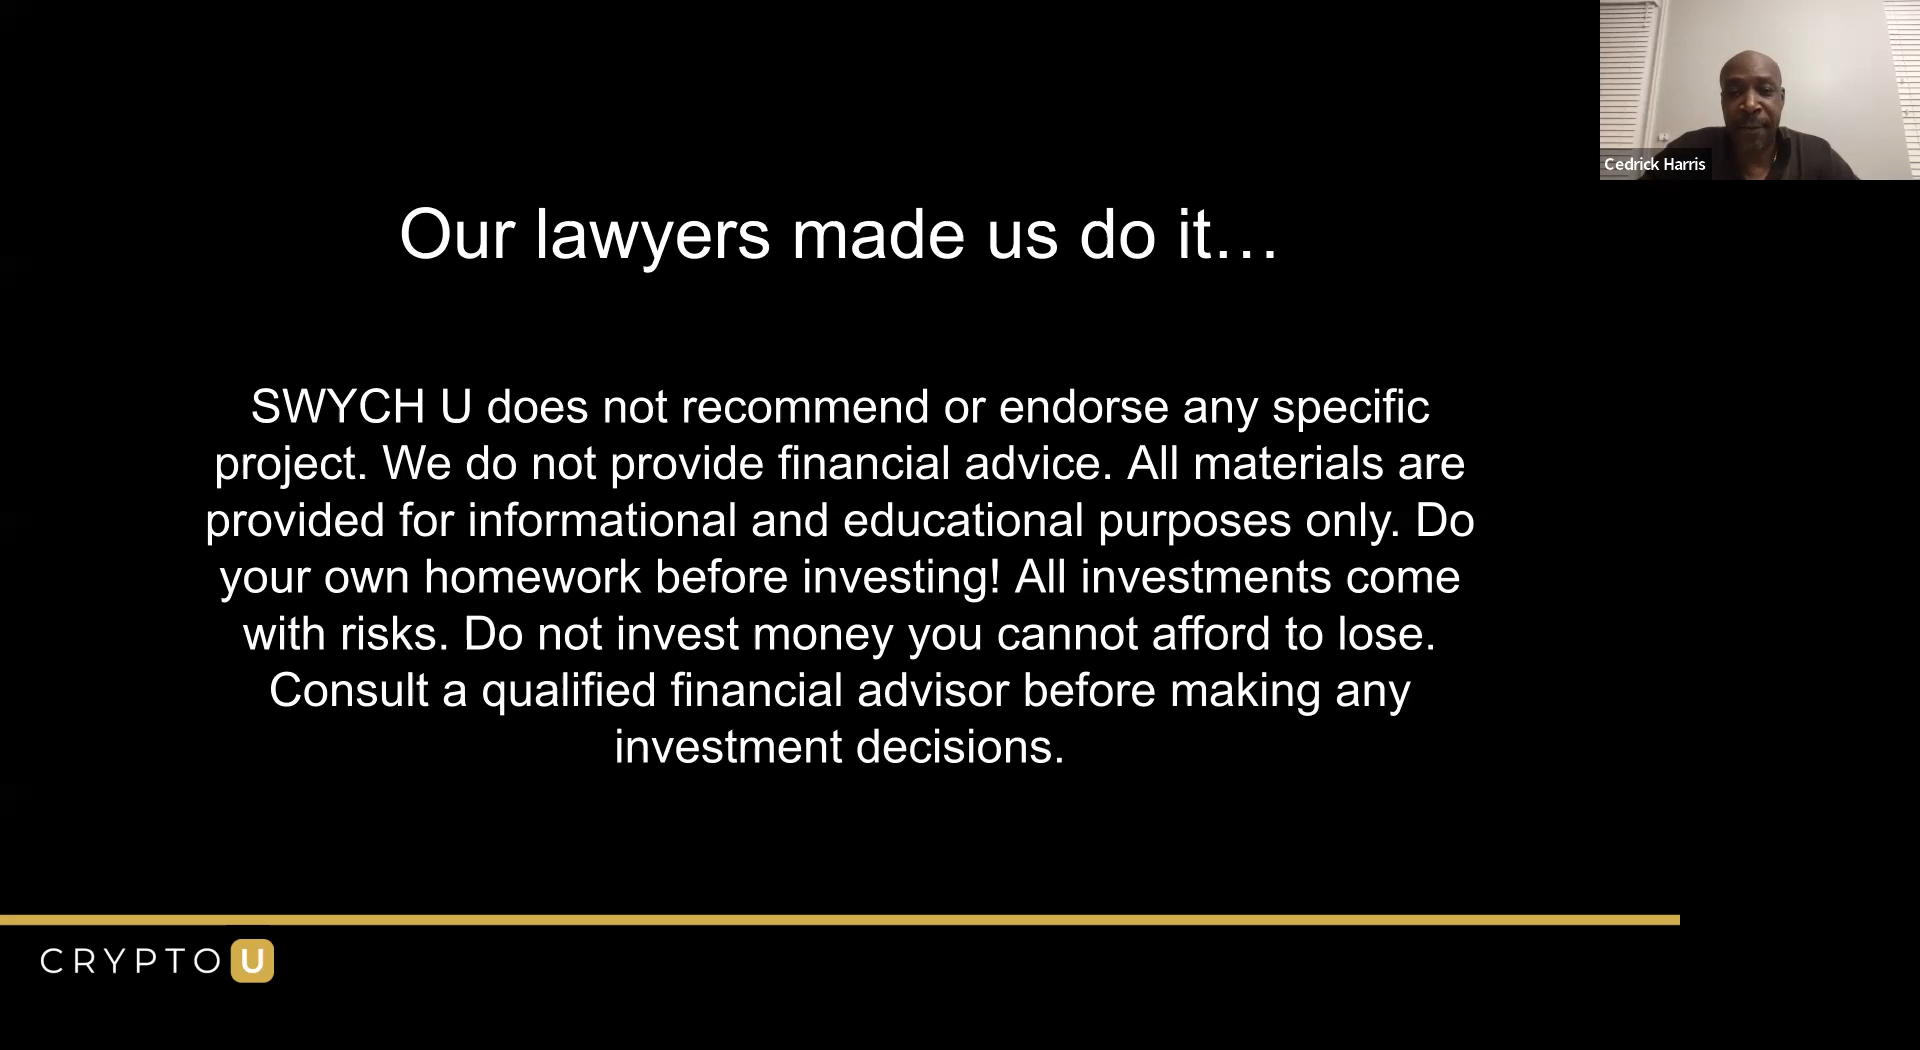 Cedrick Harris
Our lawyers made us do it…
SWYCH U does not recommend or endorse any specific
project. We do not provide financial advice. All materials are
provided for informational and educational purposes only. Do
your own homework before investing! All investments come
with risks. Do not invest money you cannot afford to lose.
Consult a qualified financial advisor before making any
investment decisions.
CRYPTO U